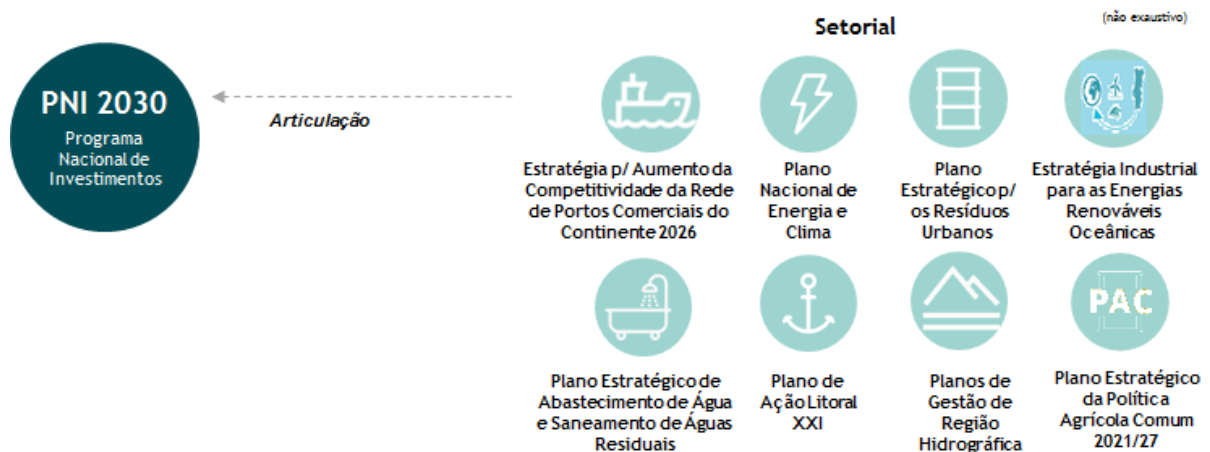 (não exaustivo)
Setorial
PNI 2030
Programa
Nacional de
Investimentos
Articulação
Estratégia p/ Aumento da
Competitividade da Rede
de Portos Comerciais do
Continente 2026
Plano
Nacional de
Energia e
Clima
Plano
Estratégico p/
os Resíduos
Urbanos
Estratégia Industrial
para as Energias
Renováveis
Oceânicas
Plano Estratégico de
Abastecimento de Água
e Saneamento de Águas
Residuais
Plano de
Ação Litoral
XXI
Planos de
Gestão de
Região
Hidrográfica
PAC
Plano Estratégico
da Política
Agrícola Comum
2021/27